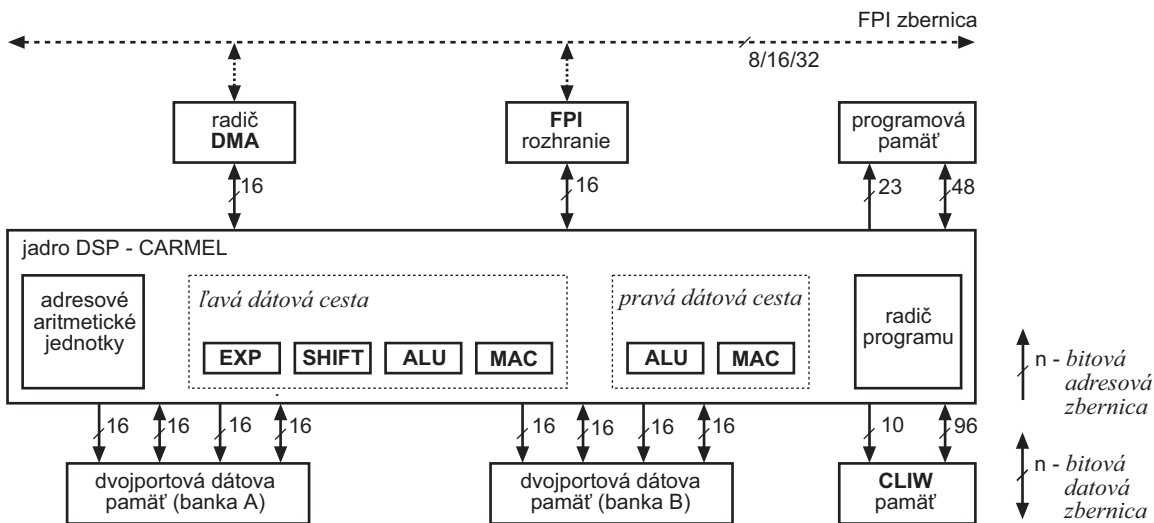 FPI zbernica
8/16/32
radič
DMA
FPI
rozhranie
programová
pamäť
16
16
23
48
jadro DSP - CARMEL
adresové
aritmetické
jednotky
ľavá dátová cesta
EXP
SHIFT
ALU
MAC
pravá dátová cesta
ALU
MAC
radič
programu
16
16
16
16
16
16
16
16
10
96
dvojportová dátova
pamäť (banka A)
dvojportová dátova
pamäť (banka B)
CLIW
pamäť
n - bitová
adresová
zbernica
n - bitová
datová
zbernica